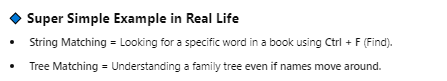 🔷 Super Simple Example in Real Life
• String Matching = Looking for a specific word in a book using Ctrl + F (Find).
• Tree Matching = Understanding a family tree even if names move around.